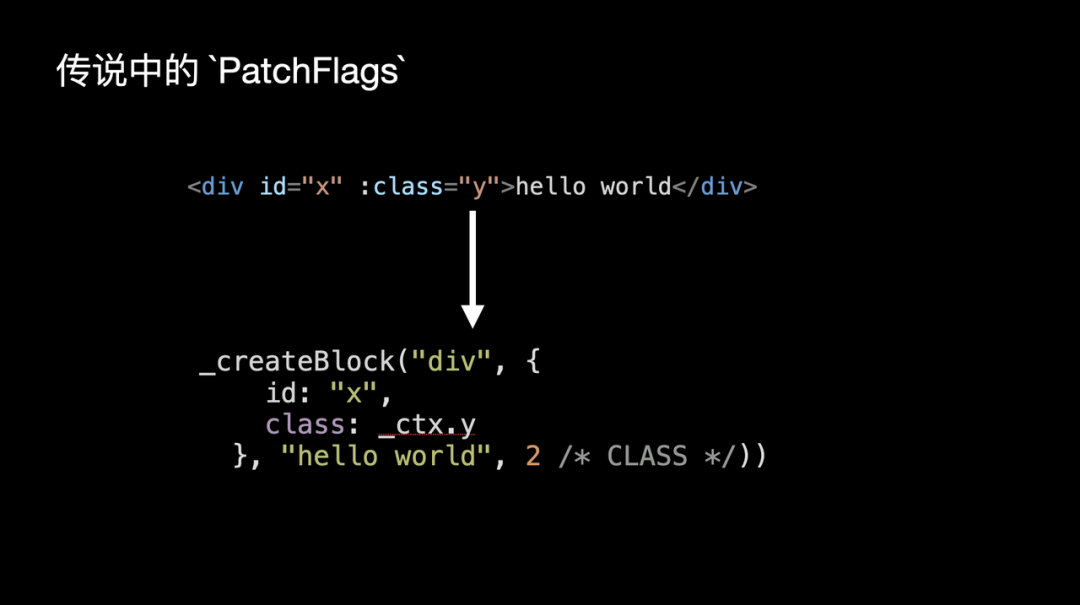 传说中的 `PatchFlags`
<div id="x" :class="y">hello world</div>
_createBlock("div", {
id: "x",
class: _ctx.y
}, "hello world", 2 /* CLASS */))